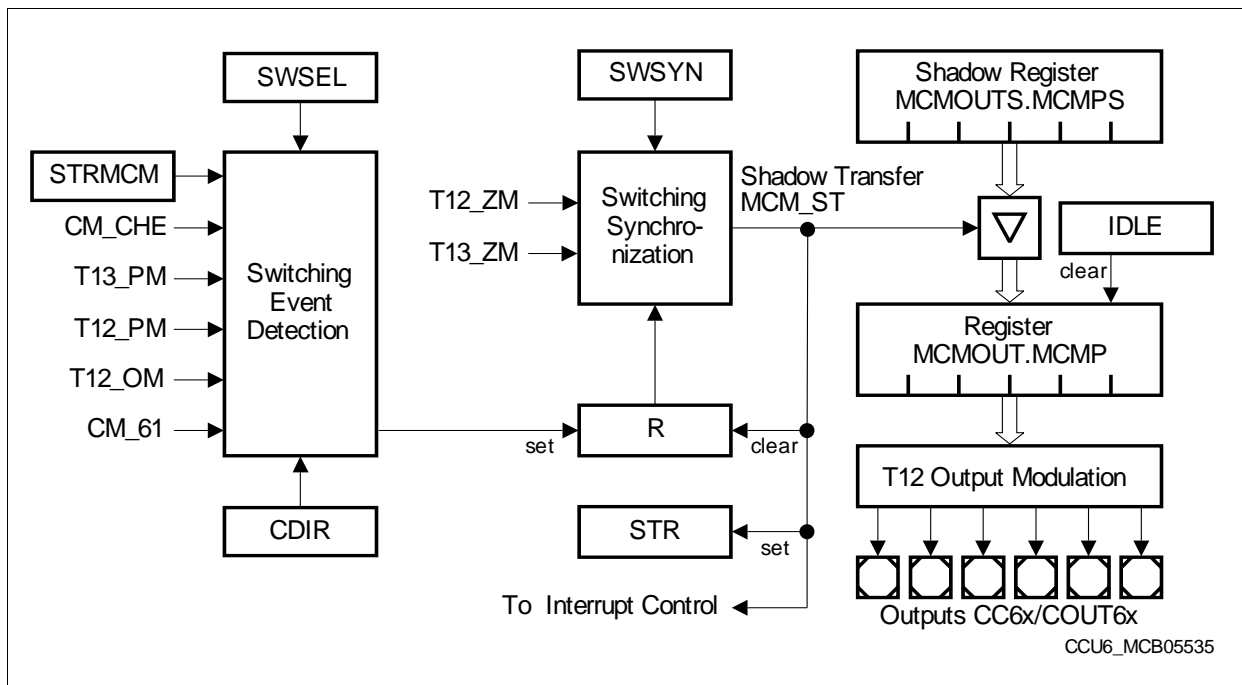 SWSEL
SWSYN
Shadow Register
MCMOUTS.MCMPS
STRMCM
CM_CHE
T13_PM
T12_PM
T12_OM
CM_61
Switching
Event
Detection
CDIR
T12_ZM
T13_ZM
Switching
Synchro-
nization
Shadow Transfer
MCM_ST
IDLE
clear
Register
MCMOUT.MCMP
set
R
clear
T12 Output Modulation
STR
set
To Interrupt Control
Outputs CC6x/COUT6x
CCU6_MCB05535